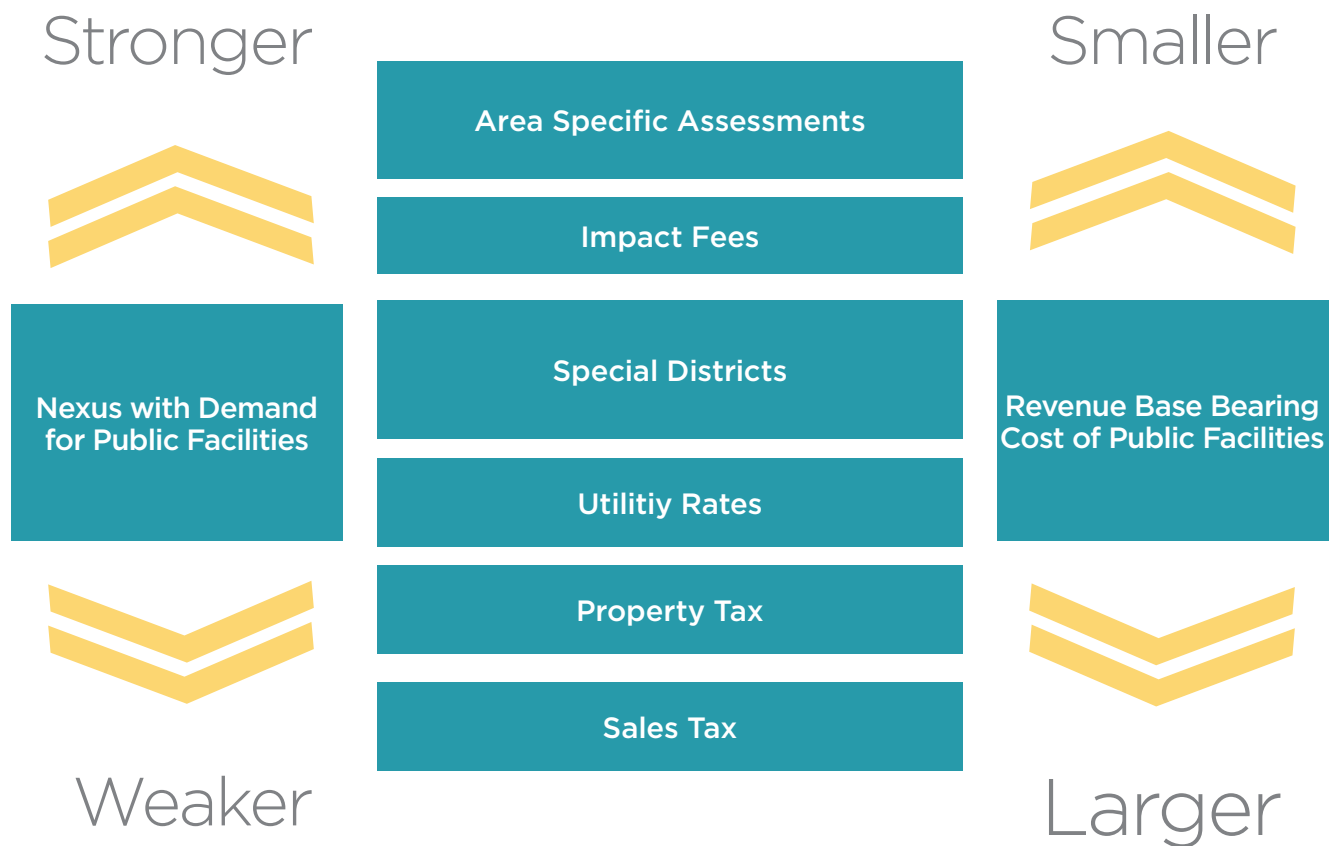 Stronger
Smaller
Area Specific Assessments
Impact Fees
Special Districts
Nexus with Demand
for Public Facilities
Revenue Base Bearing
Cost of Public Facilities
Utilitiy Rates
Property Tax
Sales Tax
Weaker
Larger